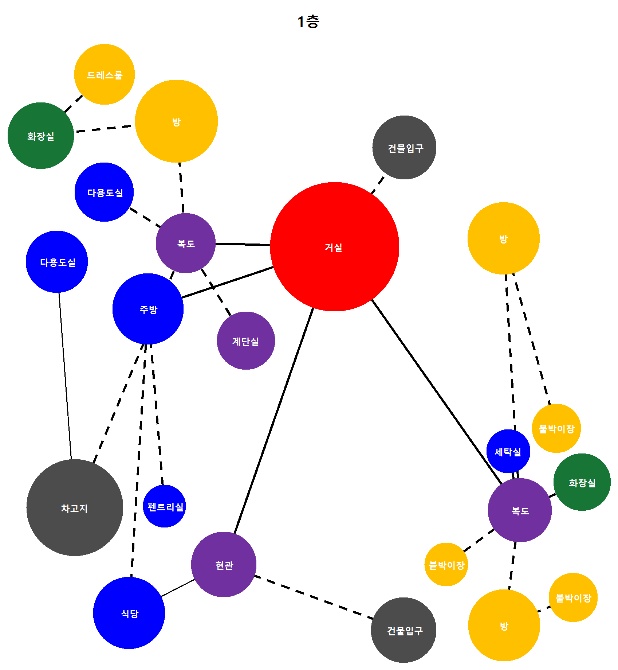 1층
드레스룸
방
화장실
건물입구
다용도실
방
복도
거실
다용도실
주방
계단실
붙박이장
세탁실
화장실
차고지
펜트리실
복도
현관
붙박이장
식당
붙박이장
방
건물입구